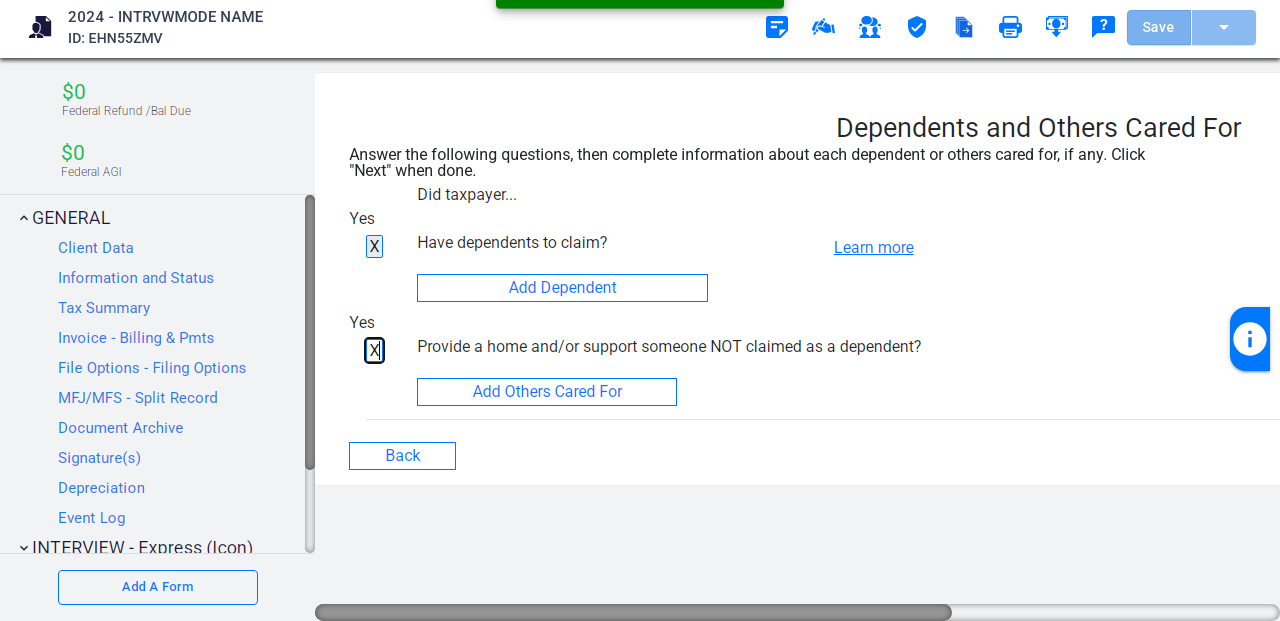 2024 - INTRVWMODE NAME
ID: EHN55ZMV
Save
$0
Federal Refund /Bal Due
$0
Federal AGI
GENERAL
Client Data
Information and Status
Tax Summary
Invoice - Billing & Pmts
File Options - Filing Options
MFJ/MFS - Split Record
Document Archive
Signature(s)
Depreciation
Event Log
INTERVIEW - Express (Icon)
Add A Form
Dependents and Others Cared For
Answer the following questions, then complete information about each dependent or others cared for, if any. Click
"Next" when done.
Did taxpayer...
Yes
X Have dependents to claim? Learn more
Add Dependent
Yes
X Provide a home and/or support someone NOT claimed as a dependent?
Add Others Cared For
Back